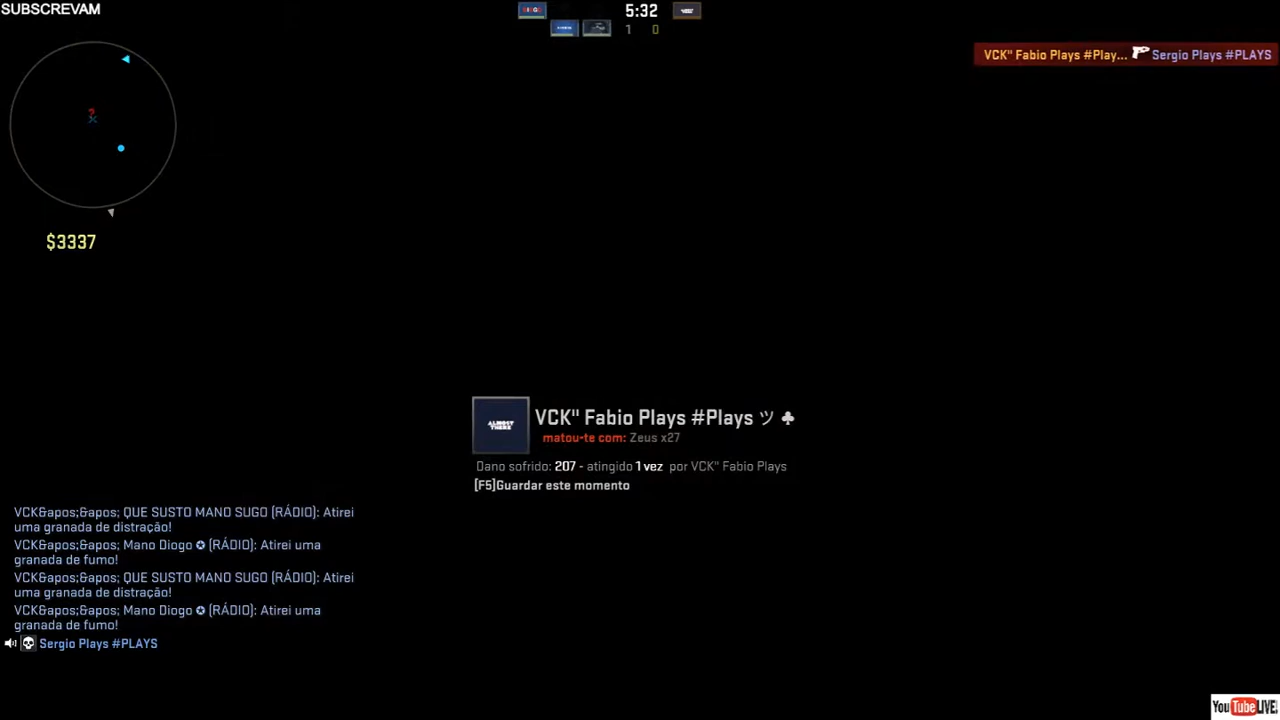 SUBSCREVAM
5:32
1 0
VCK" Fabio Plays #Play... Sergio Plays #PLAYS
$3337
ALMOST THERE
VCK" Fabio Plays #Plays ツ ♣
matou-te com: Zeus x27
Dano sofrido: 207 - atingido 1 vez por VCK" Fabio Plays
[F5]Guardar este momento
VCK&apos;&apos; QUE SUSTO MANO SUGO (RÁDIO): Atirei
uma granada de distração!
VCK&apos;&apos; Mano Diogo ✪ (RÁDIO): Atirei uma
granada de fumo!
VCK&apos;&apos; QUE SUSTO MANO SUGO (RÁDIO): Atirei
uma granada de distração!
VCK&apos;&apos; Mano Diogo ✪ (RÁDIO): Atirei uma
granada de fumo!
Sergio Plays #PLAYS
YouTube LIVE